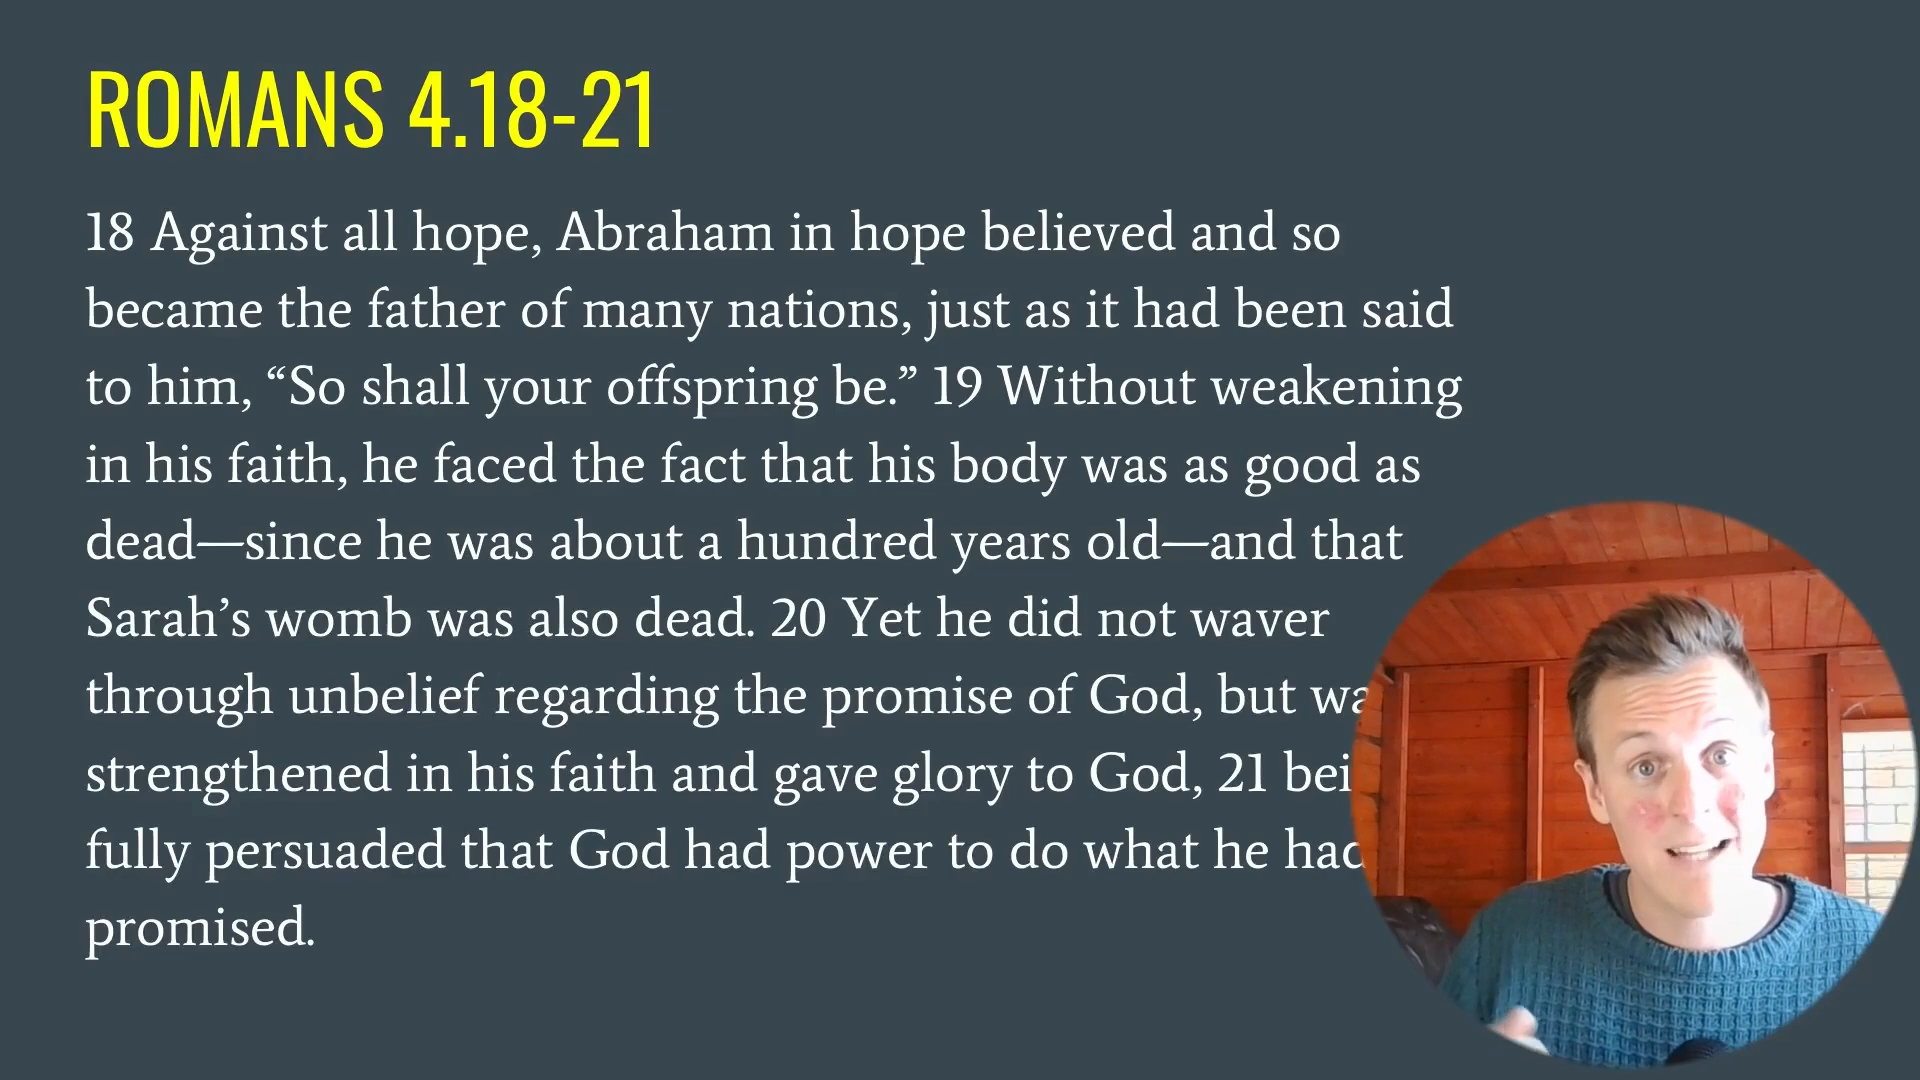 ROMANS 4.18-21
18 Against all hope, Abraham in hope believed and so
became the father of many nations, just as it had been said
to him, “So shall your offspring be.” 19 Without weakening
in his faith, he faced the fact that his body was as good as
dead—since he was about a hundred years old—and that
Sarah’s womb was also dead. 20 Yet he did not waver
through unbelief regarding the promise of God, but
strengthened in his faith and gave glory to God, 21
fully persuaded that God had power to do what he had
promised.